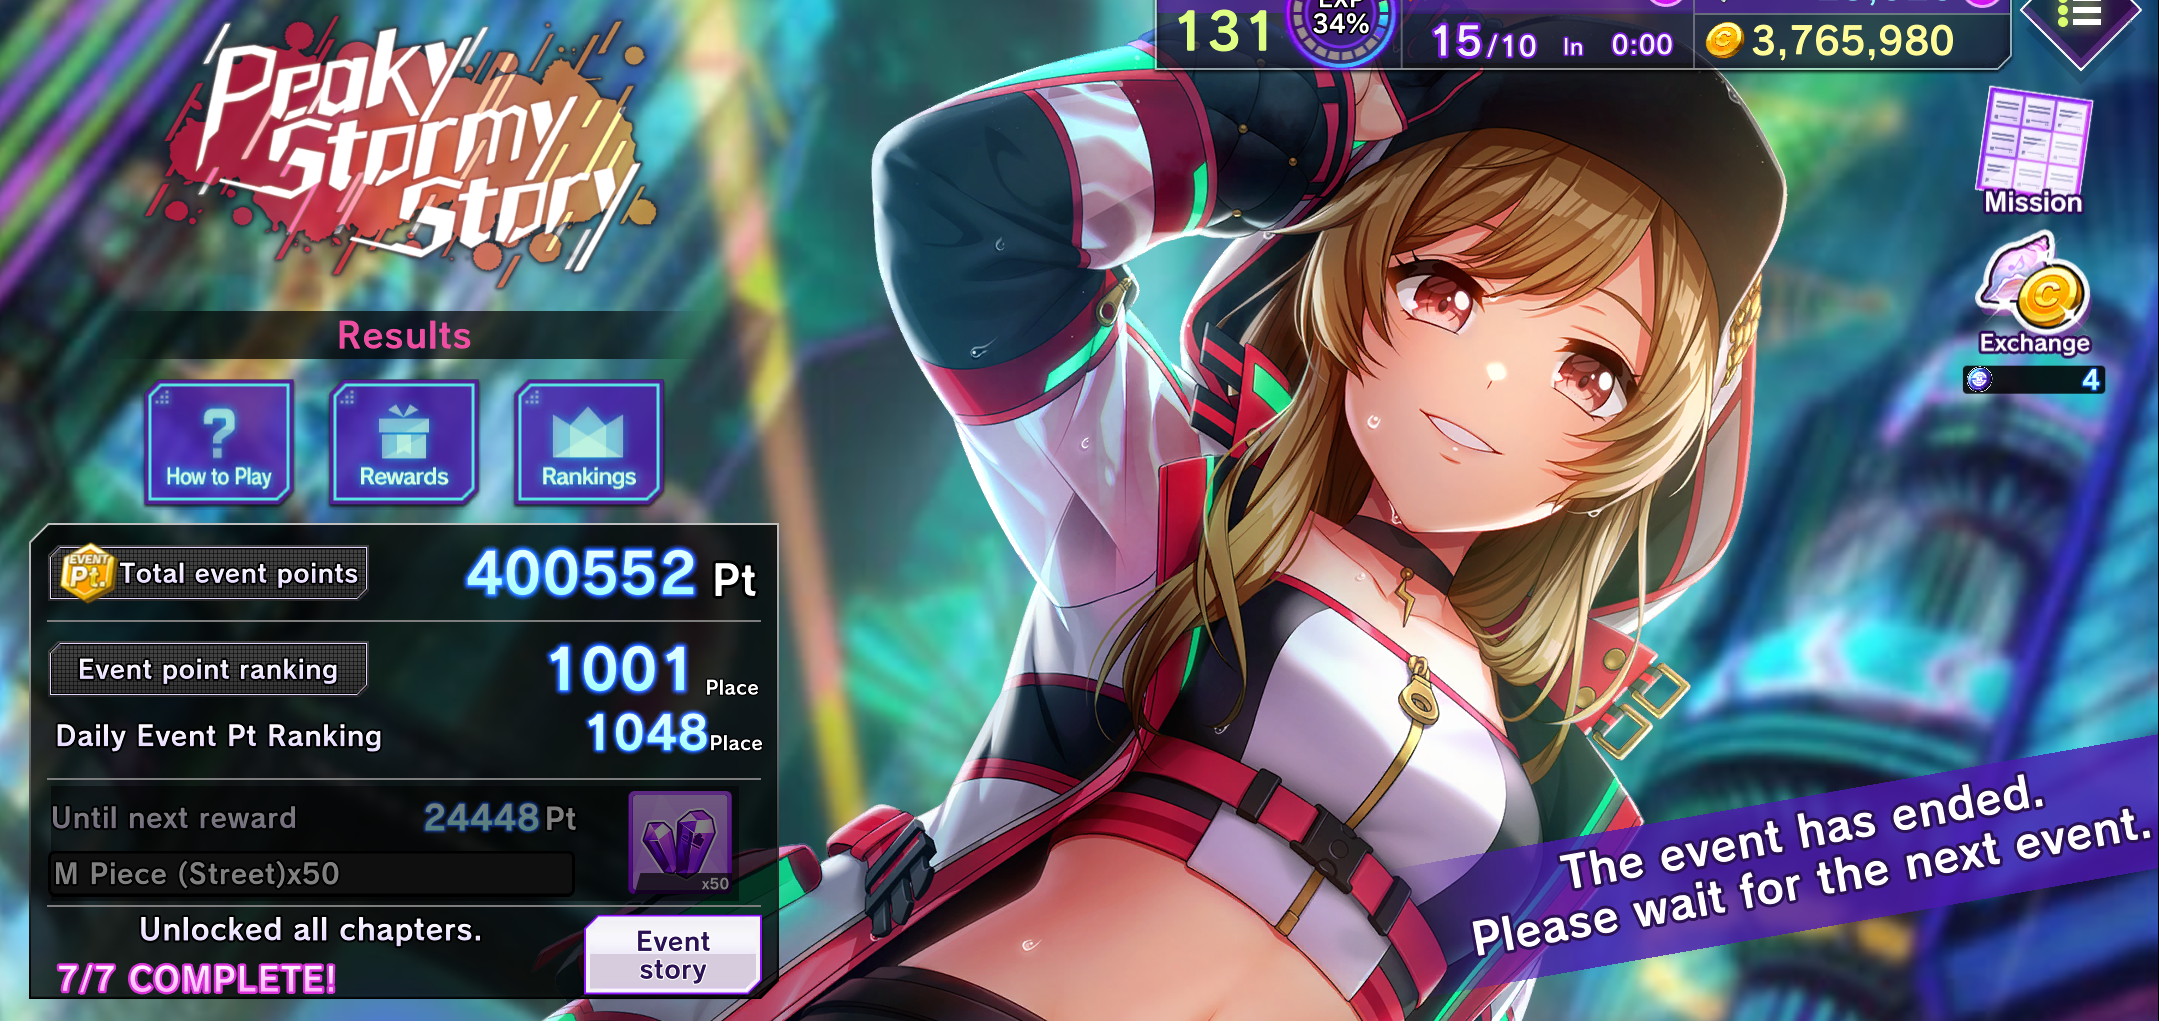 Peaky
Stormy
Story
131
EXP
34%
15/10 In 0:00
3,765,980
Mission
Exchange
4
Results
How to Play
Rewards
Rankings
EVENT
Pt.
Total event points
400552 Pt
Event point ranking
1001 Place
Daily Event Pt Ranking
1048 Place
Until next reward
24448 Pt
M Piece (Street)x50
x50
Unlocked all chapters.
7/7 COMPLETE!
Event
story
The event has ended.
Please wait for the next event.